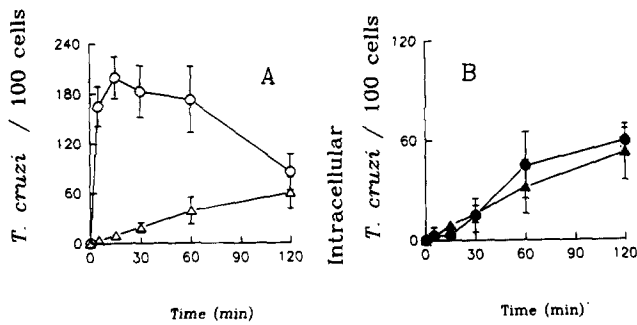 T. cruzi / 100 cells
240
180
120
60
0
A
0 30 60 90 120
Time (min)
Intracellular
T. cruzi / 100 cells
120
60
0
B
0 30 60 90 120
Time (min)